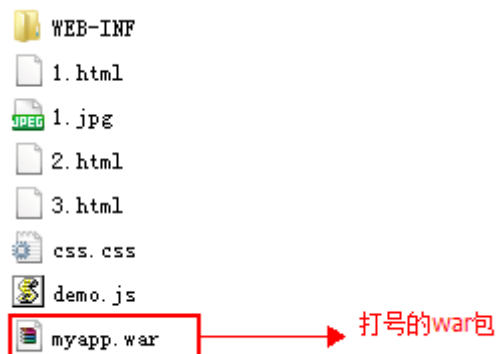 WEB-INF
1.html
JPEG 1.jpg
2.html
3.html
css.css
demo.js
myapp.war 打号的war包